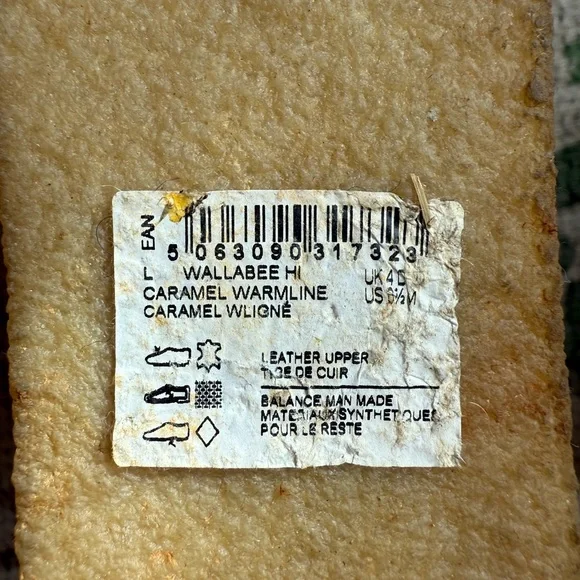 EAN
5 063090 317323
L WALLABEE HI UK 4 D
CARAMEL WARMLINE US 6½M
CARAMEL WLIGNÉ
LEATHER UPPER
TIGE DE CUIR
BALANCE MAN MADE
MATERIAUX SYNTHETIQUES
POUR LE RESTE